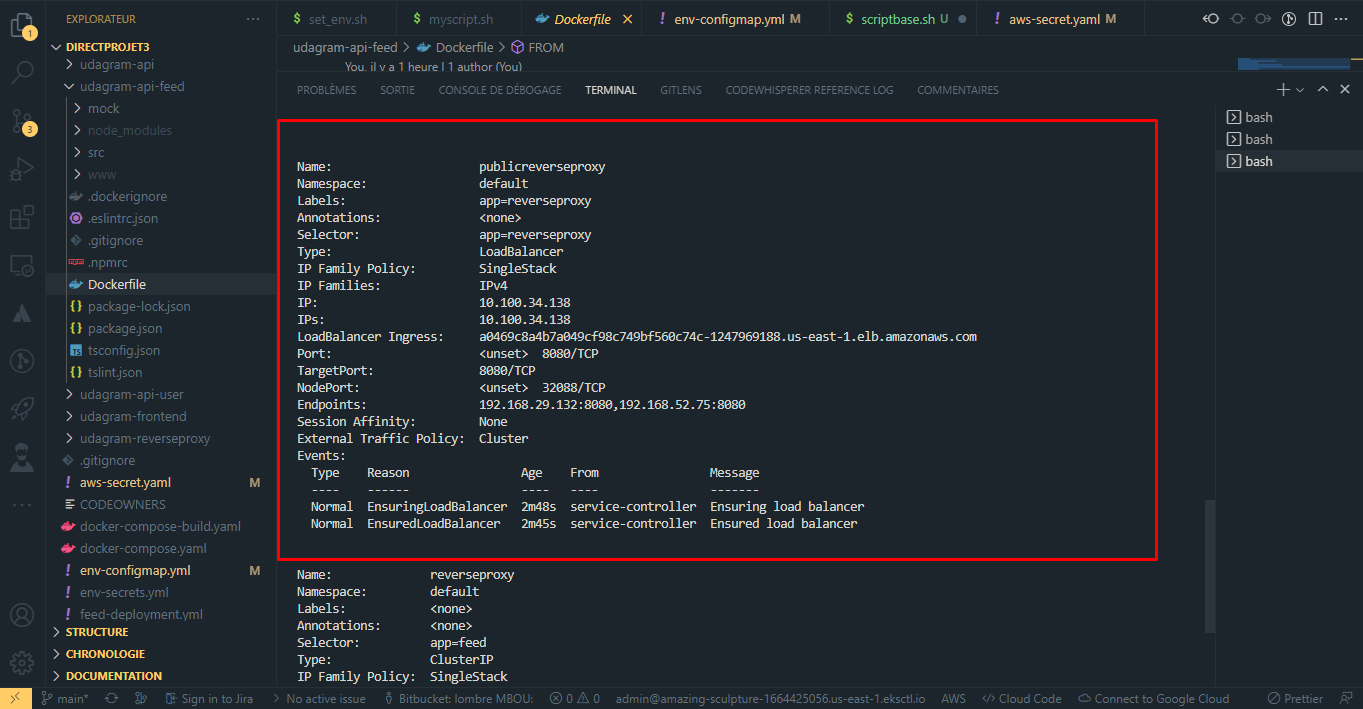 EXPLORATEUR
···
1
3
DIRECTPROJET3
udagram-api
udagram-api-feed
mock
node_modules
src
www
.dockerignore
.eslintrc.json
.gitignore
.npmrc
Dockerfile
package-lock.json
package.json
tsconfig.json
tslint.json
udagram-api-user
udagram-frontend
udagram-reverseproxy
.gitignore
aws-secret.yaml M
CODEOWNERS
docker-compose-build.yaml
docker-compose.yaml
env-configmap.yml M
env-secrets.yml
feed-deployment.yml
STRUCTURE
CHRONOLOGIE
DOCUMENTATION
$ set_env.sh $ myscript.sh Dockerfile ! env-configmap.yml M $ scriptbase.sh U ! aws-secret.yaml M
udagram-api-feed > Dockerfile > FROM
You, il y a 1 heure | 1 author (You)
PROBLÈMES SORTIE CONSOLE DE DÉBOGAGE TERMINAL GITLENS CODEWHISPERER REFERENCE LOG COMMENTAIRES
bash
bash
bash
Name: publicreverseproxy
Namespace: default
Labels: app=reverseproxy
Annotations: <none>
Selector: app=reverseproxy
Type: LoadBalancer
IP Family Policy: SingleStack
IP Families: IPv4
IP: 10.100.34.138
IPs: 10.100.34.138
LoadBalancer Ingress: a0469c8a4b7a049cf98c749bf560c74c-1247969188.us-east-1.elb.amazonaws.com
Port: <unset> 8080/TCP
TargetPort: 8080/TCP
NodePort: <unset> 32088/TCP
Endpoints: 192.168.29.132:8080,192.168.52.75:8080
Session Affinity: None
External Traffic Policy: Cluster
Events:
Type Reason Age From Message
---- ------ ---- ---- -------
Normal EnsuringLoadBalancer 2m48s service-controller Ensuring load balancer
Normal EnsuredLoadBalancer 2m45s service-controller Ensured load balancer
Name: reverseproxy
Namespace: default
Labels: <none>
Annotations: <none>
Selector: app=feed
Type: ClusterIP
IP Family Policy: SingleStack
main* Sign in to Jira > No active issue Bitbucket: lombre MBOU: 0 0 admin@amazing-sculpture-1664425056.us-east-1.eksctl.io AWS Cloud Code Connect to Google Cloud Prettier